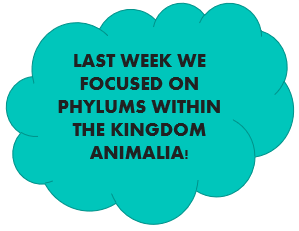 LAST WEEK WE
FOCUSED ON
PHYLUMS WITHIN
THE KINGDOM
ANIMALIA!